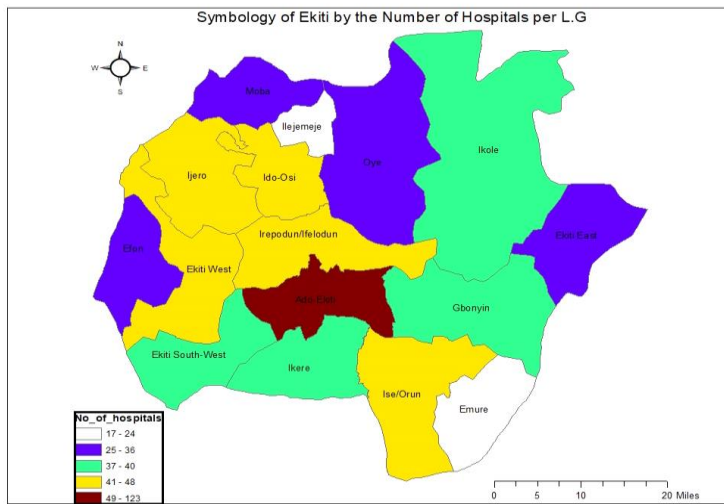 Symbology of Ekiti by the Number of Hospitals per L.G
N
W E
S
Moba
Ilejemeje
Oye
Ikole
Ijero
Ido-Osi
Irepodun/Ifelodun
Efon
Ekiti East
Ekiti West
Ado-Ekiti
Gbonyin
Ekiti South-West
Ikere
Ise/Orun
Emure
No_of_hospitals
17 - 24
25 - 36
37 - 40
41 - 48
49 - 123
0 5 10 20 Miles